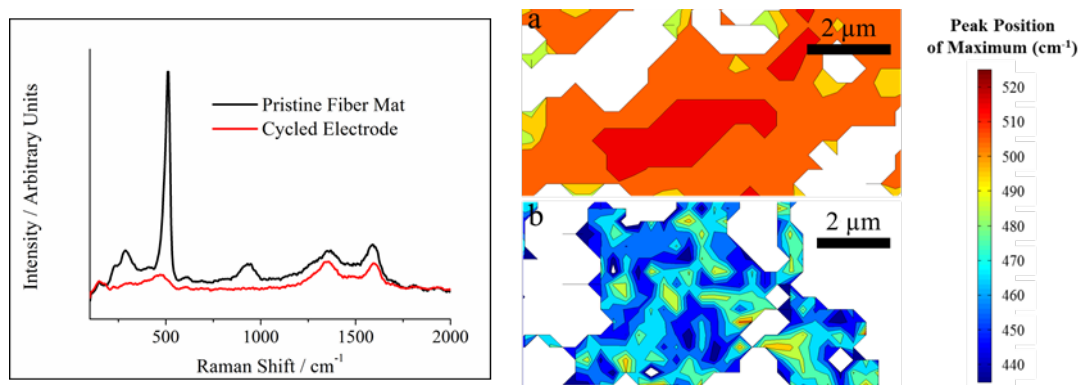 Intensity / Arbitrary Units
Pristine Fiber Mat
Cycled Electrode
500
1000
1500
2000
Raman Shift / cm⁻¹
a
2 µm
b
2 µm
Peak Position
of Maximum (cm⁻¹)
520
510
500
490
480
470
460
450
440